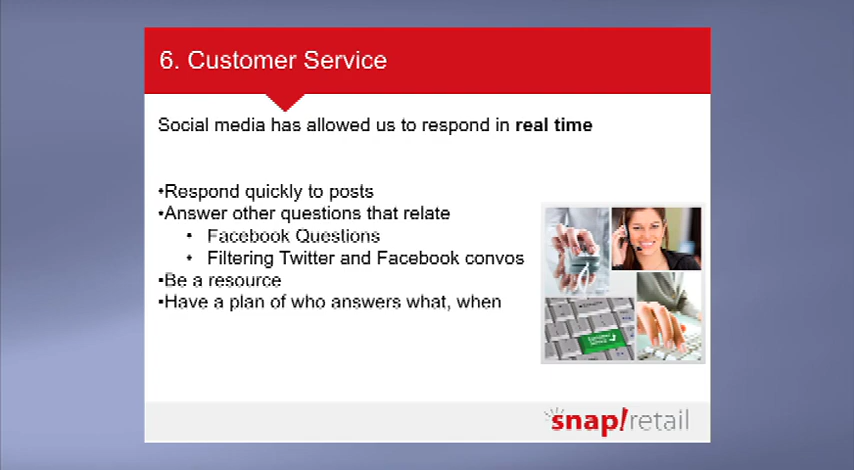 6. Customer Service
Social media has allowed us to respond in real time
•Respond quickly to posts
•Answer other questions that relate
• Facebook Questions
• Filtering Twitter and Facebook convos
•Be a resource
•Have a plan of who answers what, when
snap!retail